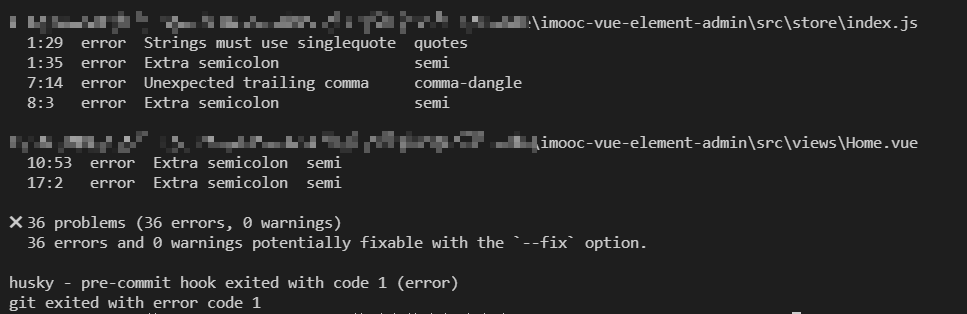 \imooc-vue-element-admin\src\store\index.js
1:29 error Strings must use singlequote quotes
1:35 error Extra semicolon semi
7:14 error Unexpected trailing comma comma-dangle
8:3 error Extra semicolon semi
\imooc-vue-element-admin\src\views\Home.vue
10:53 error Extra semicolon semi
17:2 error Extra semicolon semi
❌ 36 problems (36 errors, 0 warnings)
36 errors and 0 warnings potentially fixable with the `--fix` option.
husky - pre-commit hook exited with code 1 (error)
git exited with error code 1